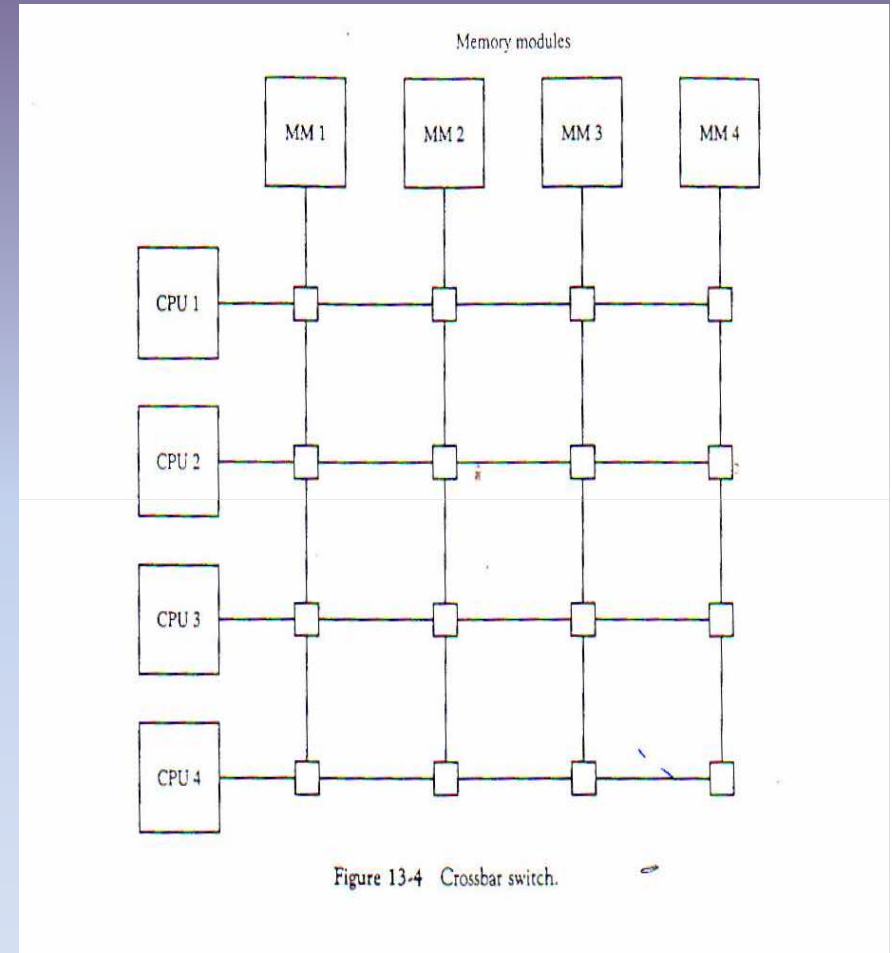 Memory modules
MM 1
MM 2
MM 3
MM 4
CPU 1
CPU 2
CPU 3
CPU 4
Figure 13-4 Crossbar switch.